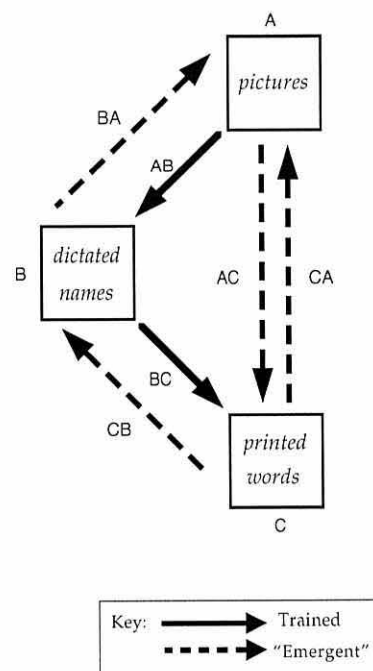 A
pictures
BA
AB
B
dictated
names
AC
CA
BC
CB
printed
words
C
Key:
Trained
"Emergent"